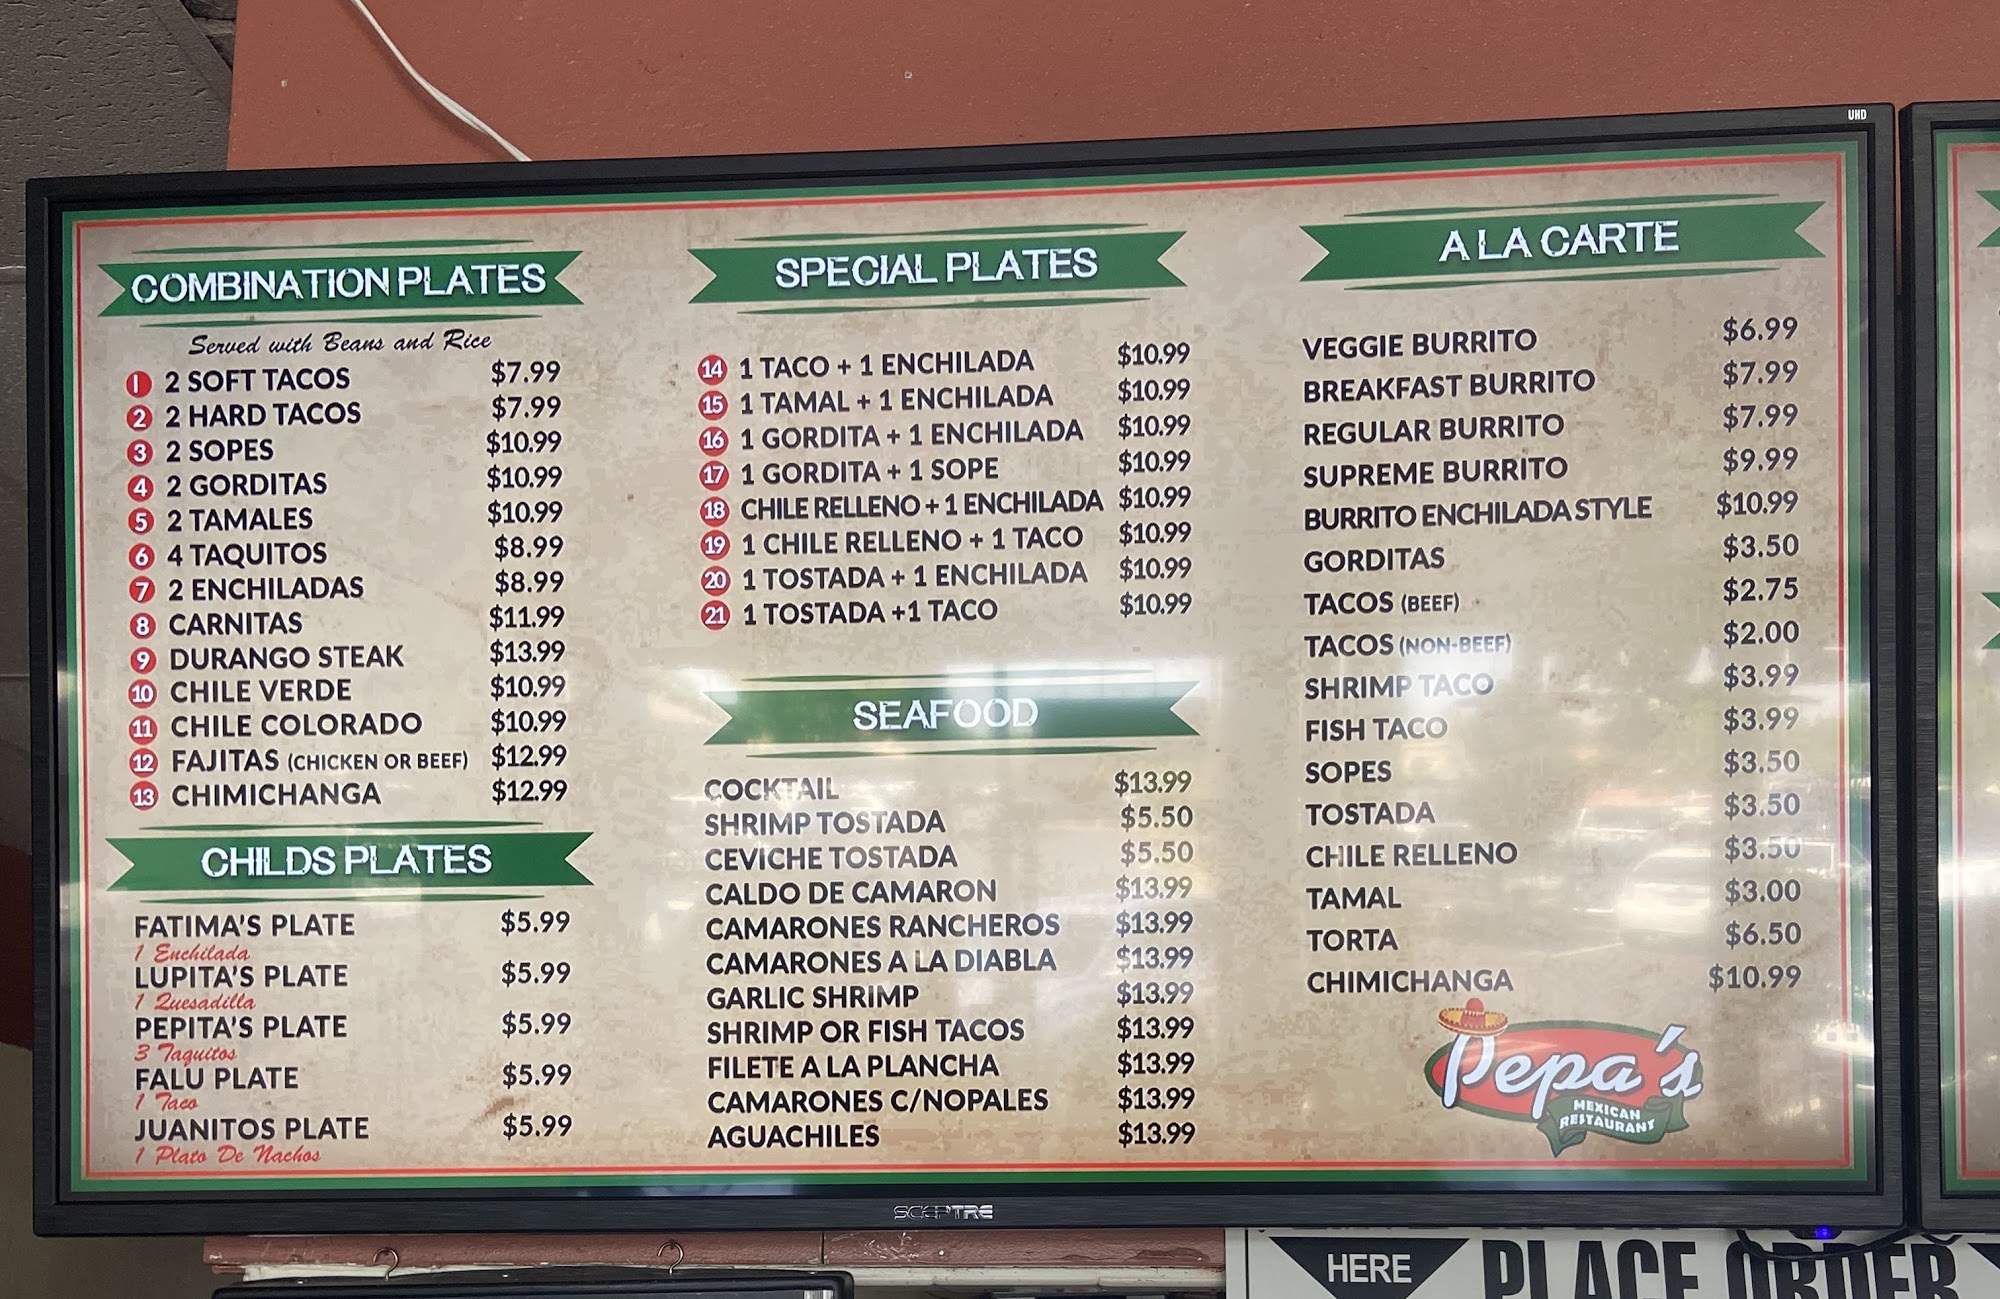 UHD
COMBINATION PLATES
Served with Beans and Rice
1 2 SOFT TACOS $7.99
2 2 HARD TACOS $7.99
3 2 SOPES $10.99
4 2 GORDITAS $10.99
5 2 TAMALES $10.99
6 4 TAQUITOS $8.99
7 2 ENCHILADAS $8.99
8 CARNITAS $11.99
9 DURANGO STEAK $13.99
10 CHILE VERDE $10.99
11 CHILE COLORADO $10.99
12 FAJITAS (CHICKEN OR BEEF) $12.99
13 CHIMICHANGA $12.99
CHILDS PLATES
FATIMA'S PLATE $5.99
1 Enchilada
LUPITA'S PLATE $5.99
1 Quesadilla
PEPITA'S PLATE $5.99
3 Taquitos
FALU PLATE $5.99
1 Taco
JUANITOS PLATE $5.99
1 Plato De Nachos
SPECIAL PLATES
14 1 TACO + 1 ENCHILADA $10.99
15 1 TAMAL + 1 ENCHILADA $10.99
16 1 GORDITA + 1 ENCHILADA $10.99
17 1 GORDITA + 1 SOPE $10.99
18 CHILE RELLENO + 1 ENCHILADA $10.99
19 1 CHILE RELLENO + 1 TACO $10.99
20 1 TOSTADA + 1 ENCHILADA $10.99
21 1 TOSTADA +1 TACO $10.99
SEAFOOD
COCKTAIL $13.99
SHRIMP TOSTADA $5.50
CEVICHE TOSTADA $5.50
CALDO DE CAMARON $13.99
CAMARONES RANCHEROS $13.99
CAMARONES A LA DIABLA $13.99
GARLIC SHRIMP $13.99
SHRIMP OR FISH TACOS $13.99
FILETE A LA PLANCHA $13.99
CAMARONES C/NOPALES $13.99
AGUACHILES $13.99
A LA CARTE
VEGGIE BURRITO $6.99
BREAKFAST BURRITO $7.99
REGULAR BURRITO $7.99
SUPREME BURRITO $9.99
BURRITO ENCHILADA STYLE $10.99
GORDITAS $3.50
TACOS (BEEF) $2.75
TACOS (NON-BEEF) $2.00
SHRIMP TACO $3.99
FISH TACO $3.99
SOPES $3.50
TOSTADA $3.50
CHILE RELLENO $3.50
TAMAL $3.00
TORTA $6.50
CHIMICHANGA $10.99
Pepa's
MEXICAN
RESTAURANT
SCEPTRE
HERE PLACE ORDER